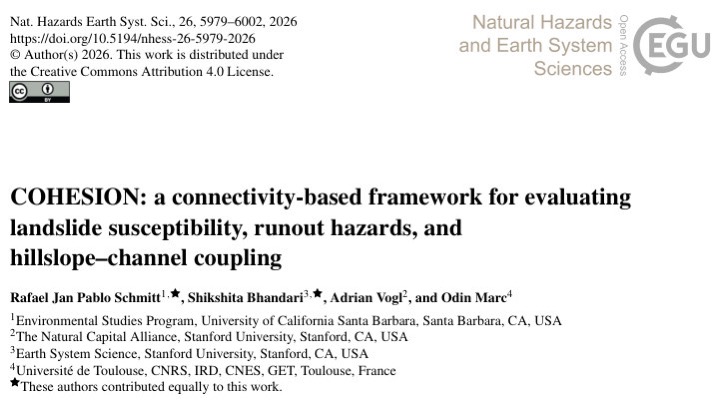 Nat. Hazards Earth Syst. Sci., 26, 5979–6002, 2026
https://doi.org/10.5194/nhess-26-5979-2026
© Author(s) 2026. This work is distributed under
the Creative Commons Attribution 4.0 License.
cc BY
Natural Hazards
and Earth System
Sciences
Open Access
EGU
COHESION: a connectivity-based framework for evaluating
landslide susceptibility, runout hazards, and
hillslope–channel coupling
Rafael Jan Pablo Schmitt1,★, Shikshita Bhandari3,★, Adrian Vogl2, and Odin Marc4
1Environmental Studies Program, University of California Santa Barbara, Santa Barbara, CA, USA
2The Natural Capital Alliance, Stanford University, Stanford, CA, USA
3Earth System Science, Stanford University, Stanford, CA, USA
4Université de Toulouse, CNRS, IRD, CNES, GET, Toulouse, France
★These authors contributed equally to this work.